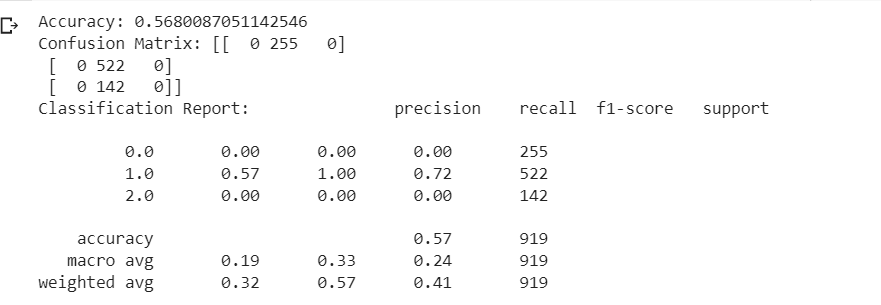 Accuracy: 0.5680087051142546
Confusion Matrix: [[  0 255   0]
 [  0 522   0]
 [  0 142   0]]
Classification Report:               precision    recall  f1-score   support

         0.0       0.00      0.00      0.00       255
         1.0       0.57      1.00      0.72       522
         2.0       0.00      0.00      0.00       142

    accuracy                           0.57       919
   macro avg       0.19      0.33      0.24       919
weighted avg       0.32      0.57      0.41       919